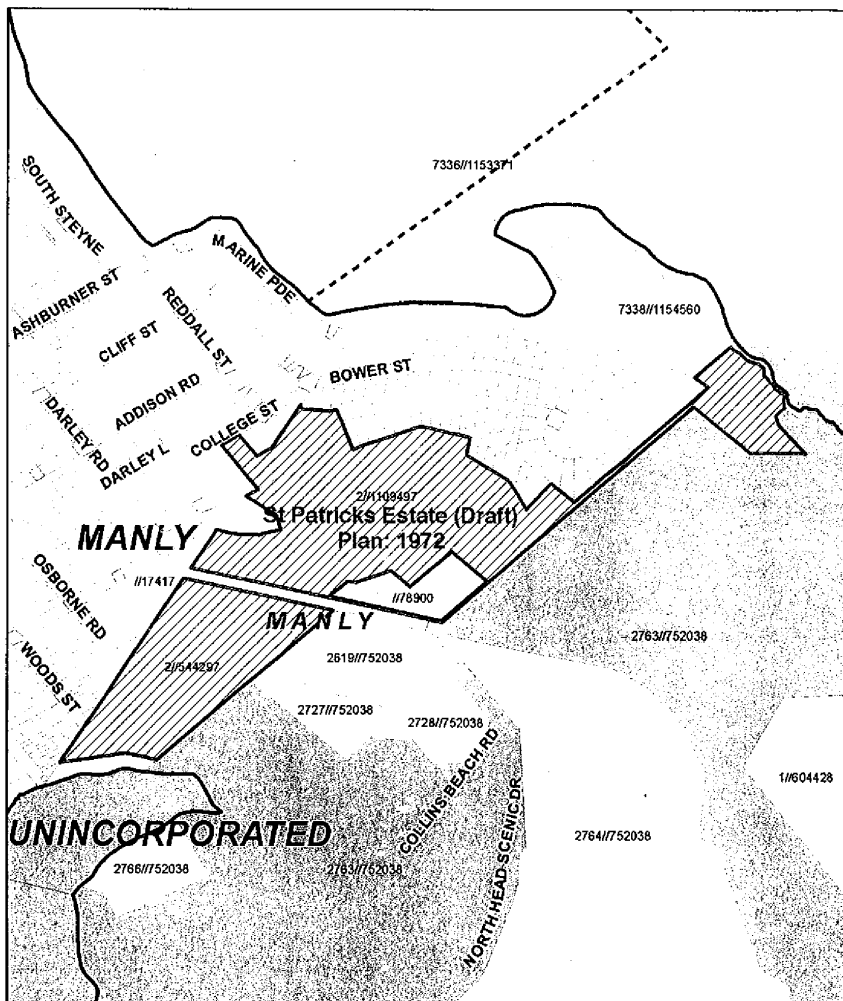 7336//1153371
SOUTH STEYNE
MARINE PDE
ASHBURNER ST
7338//1154560
REDDALL ST
CLIFF ST
BOWER ST
ADDISON RD
DARLEY RD
COLLEGE ST
DARLEY L
2//1109497
St Patricks Estate (Draft)
Plan: 1972
MANLY
//17417
OSBORNE RD
//78900
MANLY
2763//752038
2619//752038
2//544297
WOODS ST
2727//752038
2728//752038
COLLINS BEACH RD
1//604428
UNINCORPORATED
2764//752038
NORTH HEAD SCENIC DR
2766//752038
2763//752038